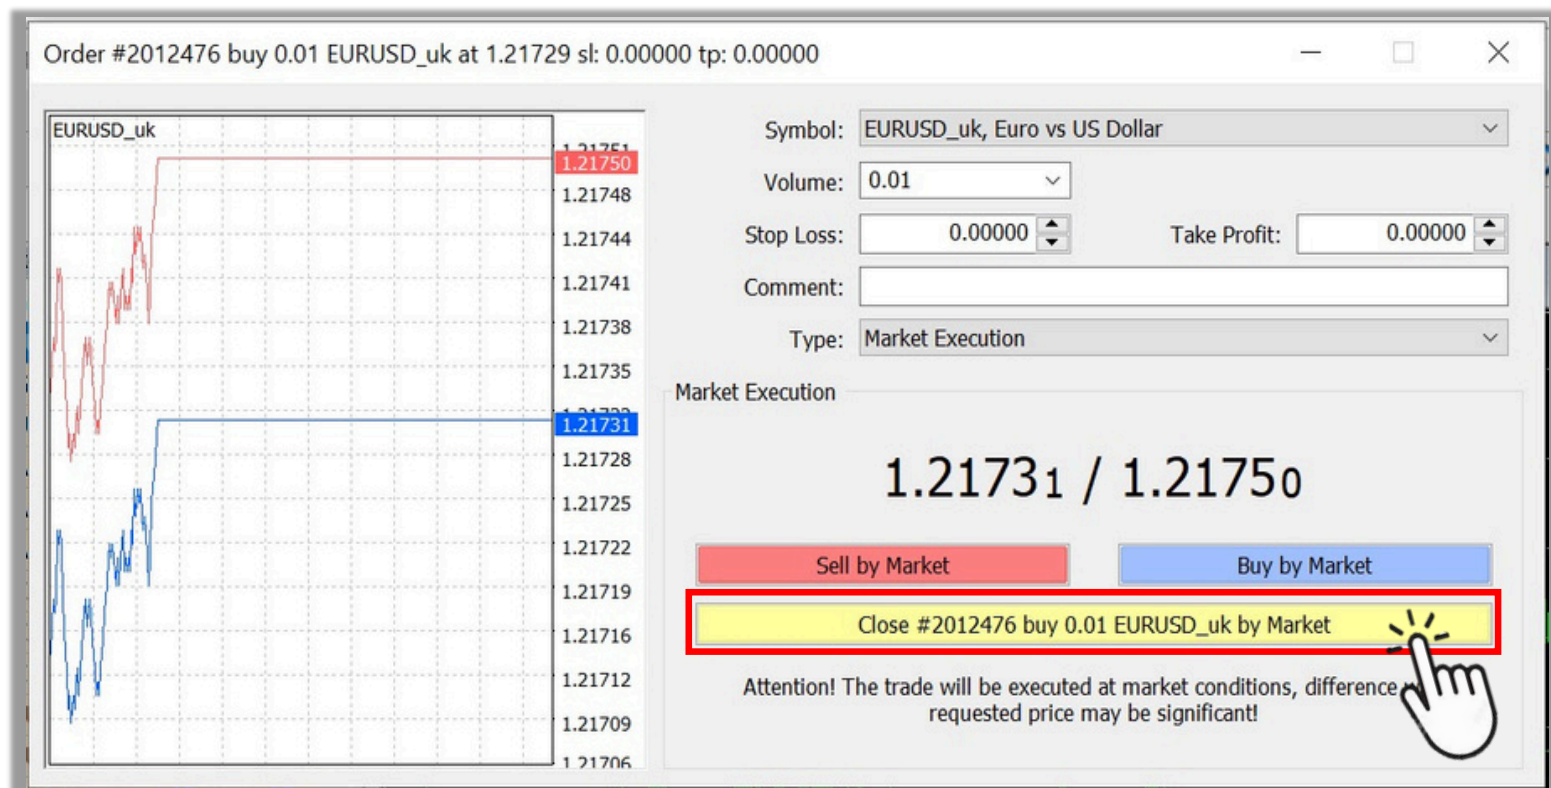 Order #2012476 buy 0.01 EURUSD_uk at 1.21729 sl: 0.00000 tp: 0.00000
EURUSD_uk
1.21751
1.21750
1.21748
1.21744
1.21741
1.21738
1.21735
1.21731
1.21728
1.21725
1.21722
1.21719
1.21716
1.21712
1.21709
1.21706
Symbol: EURUSD_uk, Euro vs US Dollar
Volume: 0.01
Stop Loss: 0.00000 Take Profit: 0.00000
Comment:
Type: Market Execution
Market Execution
1.21731 / 1.21750
Sell by Market Buy by Market
Close #2012476 buy 0.01 EURUSD_uk by Market
Attention! The trade will be executed at market conditions, difference
requested price may be significant!